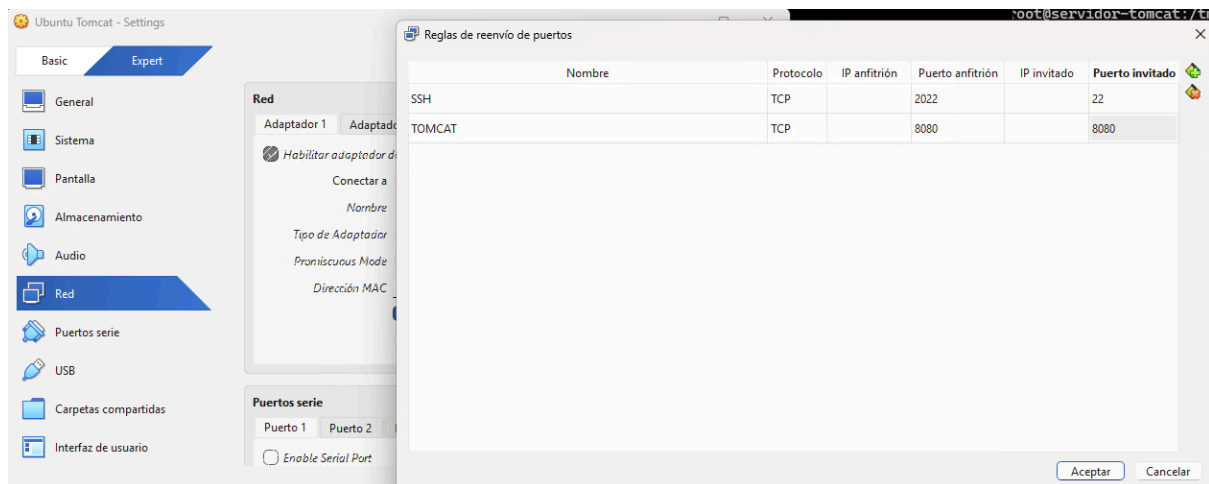 Ubuntu Tomcat - Settings
root@servidor-tomcat:/t
Basic
Expert
General
Sistema
Pantalla
Almacenamiento
Audio
Red
Puertos serie
USB
Carpetas compartidas
Interfaz de usuario
Red
Adaptador 1
Habilitar adaptador
Conectar a
Nombre
Tipo de Adaptador
Promiscuous Mode
Dirección MAC
Puertos serie
Puerto 1 Puerto 2
Enable Serial Port
Reglas de reenvío de puertos
Nombre Protocolo IP anfitrión Puerto anfitrión IP invitado Puerto invitado
SSH TCP 2022 22
TOMCAT TCP 8080 8080
Aceptar Cancelar